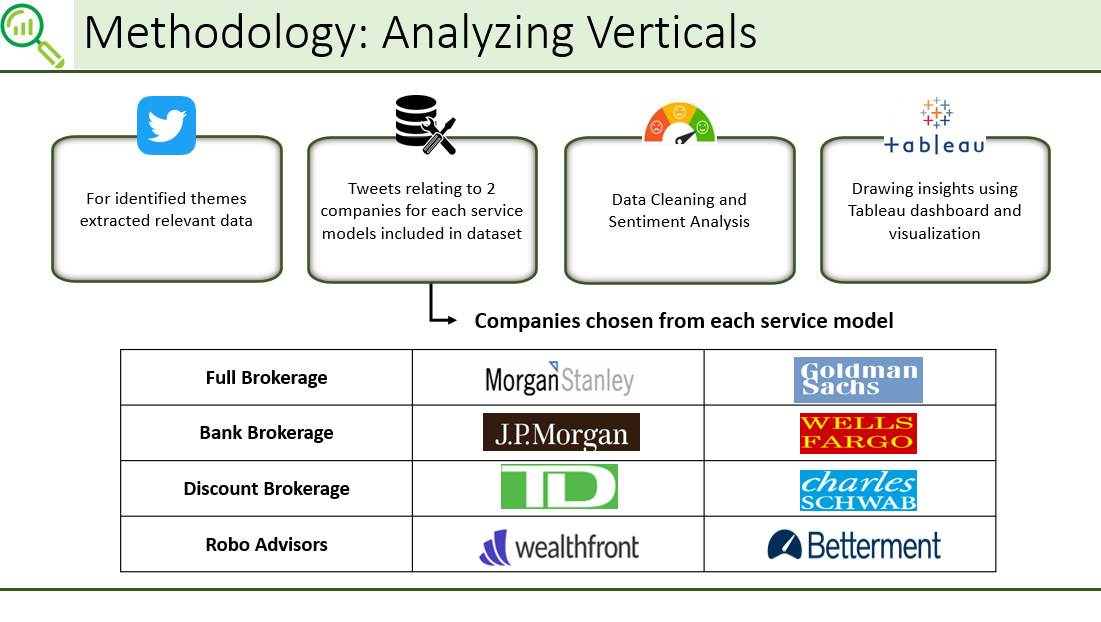 Methodology: Analyzing Verticals
+ableau
For identified themes
extracted relevant data
Tweets relating to 2
companies for each service
models included in dataset
Data Cleaning and
Sentiment Analysis
Drawing insights using
Tableau dashboard and
visualization
Companies chosen from each service model
Full Brokerage
Morgan Stanley
Goldman
Sachs
Bank Brokerage
J.P.Morgan
WELLS
FARGO
Discount Brokerage
TD
charles
SCHWAB
Robo Advisors
wealthfront
Betterment